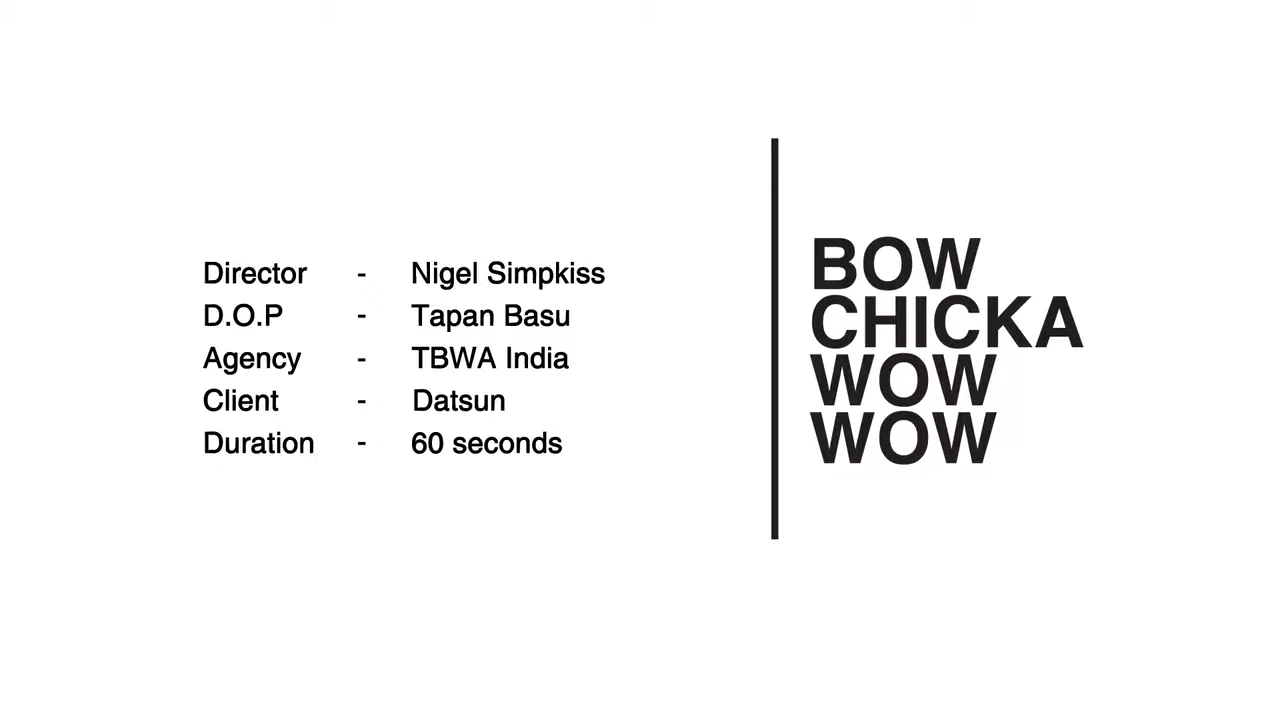 Director - Nigel Simpkiss
D.O.P - Tapan Basu
Agency - TBWA India
Client - Datsun
Duration - 60 seconds
BOW
CHICKA
WOW
WOW